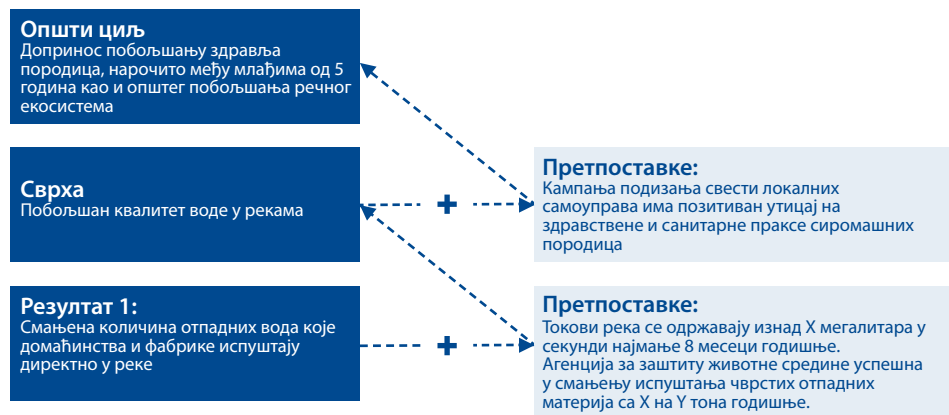 Општи циљ
Допринос побољшању здравља
породица, нарочито међу млађима од 5
година као и општег побољшања речног
екосистема
Сврха
Побољшан квалитет воде у рекама
+
Претпоставке:
Кампања подизања свести локалних
самоуправа има позитиван утицај на
здравствене и санитарне праксе сиромашних
породица
Резултат 1:
Смањена количина отпадних вода које
домаћинства и фабрике испуштају
директно у реке
+
Претпоставке:
Токови река се одржавају изнад X мегалитара у
секунди најмање 8 месеци годишње.
Агенција за заштиту животне средине успешна
у смањењу испуштања чврстих отпадних
материја са X на Y тона годишње.